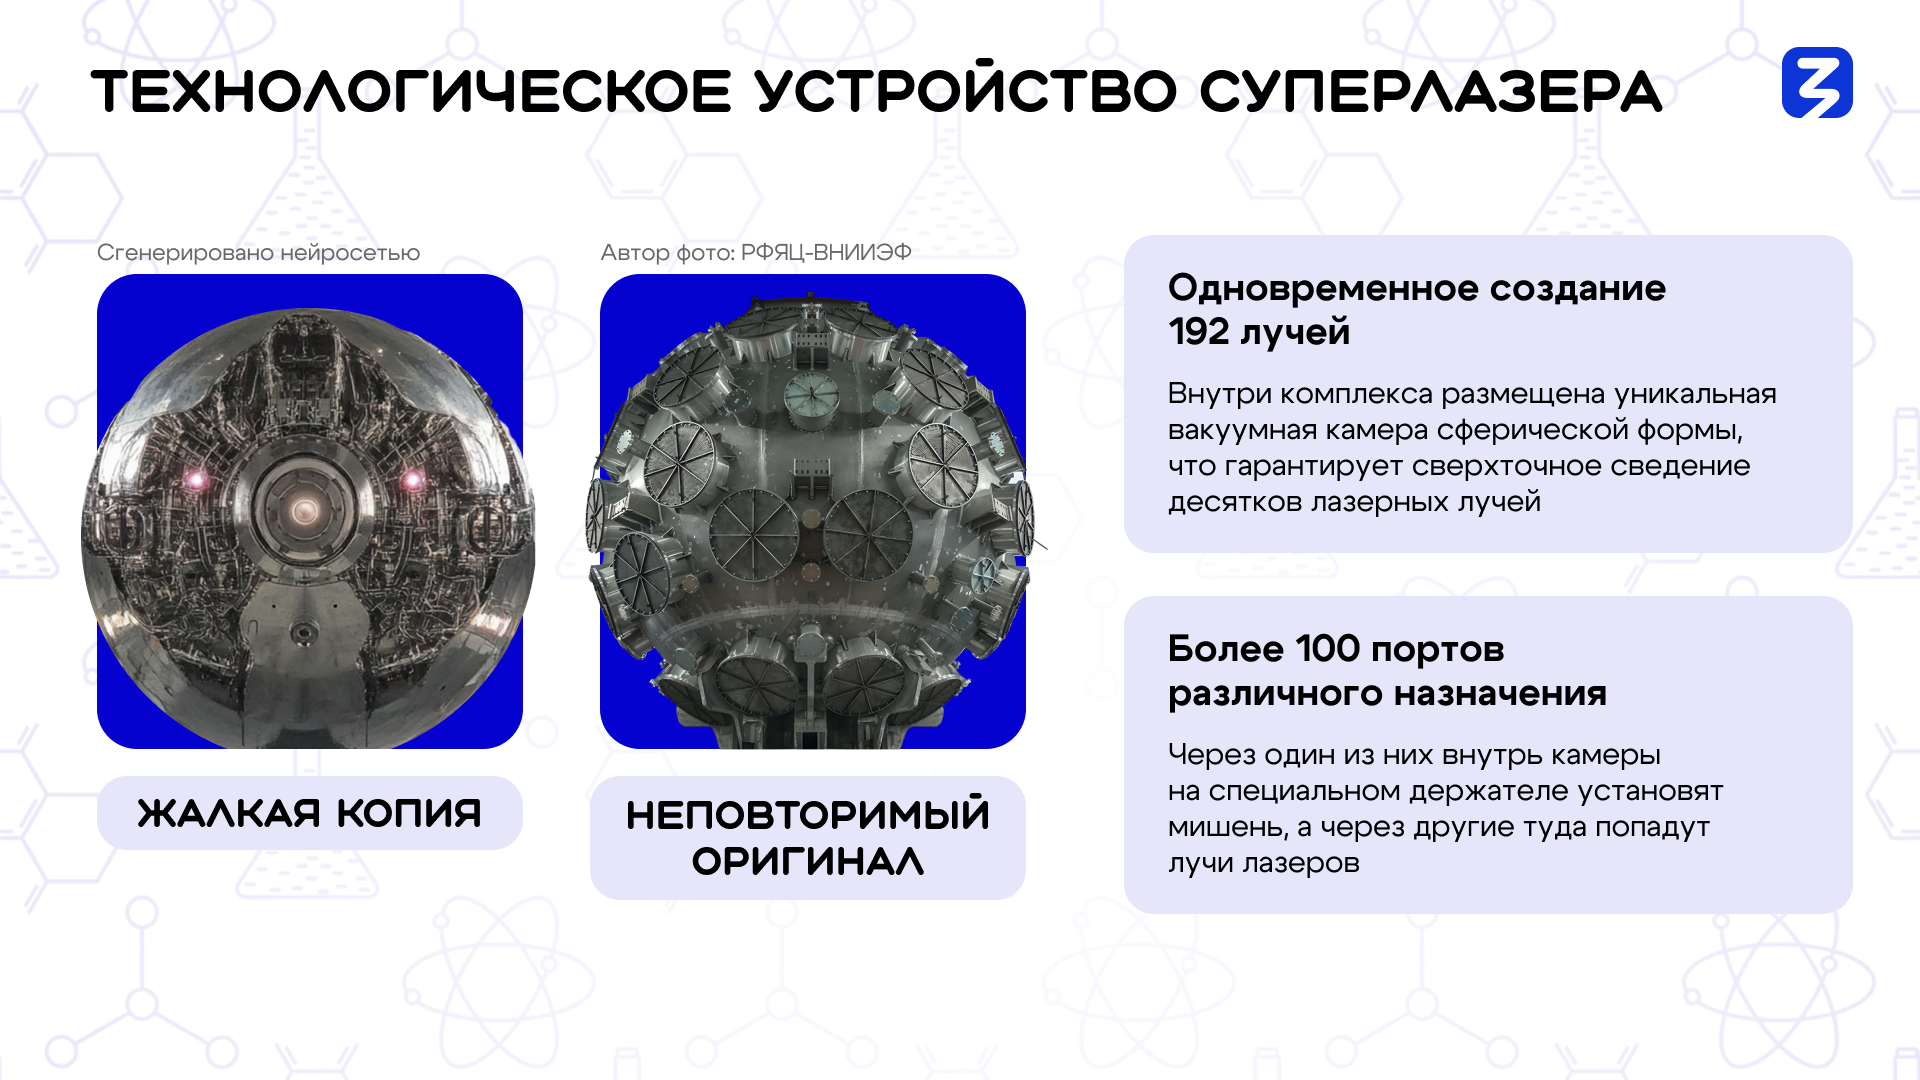 ТЕХНОЛОГИЧЕСКОЕ УСТРОЙСТВО СУПЕРЛАЗЕРА
Сгенерировано нейросетью
ЖАЛКАЯ КОПИЯ
Автор фото: РФЯЦ-ВНИИЭФ
НЕПОВТОРИМЫЙ
ОРИГИНАЛ
Одновременное создание
192 лучей
Внутри комплекса размещена уникальная
вакуумная камера сферической формы,
что гарантирует сверхточное сведение
десятков лазерных лучей
Более 100 портов
различного назначения
Через один из них внутрь камеры
на специальном держателе установят
мишень, а через другие туда попадут
лучи лазеров